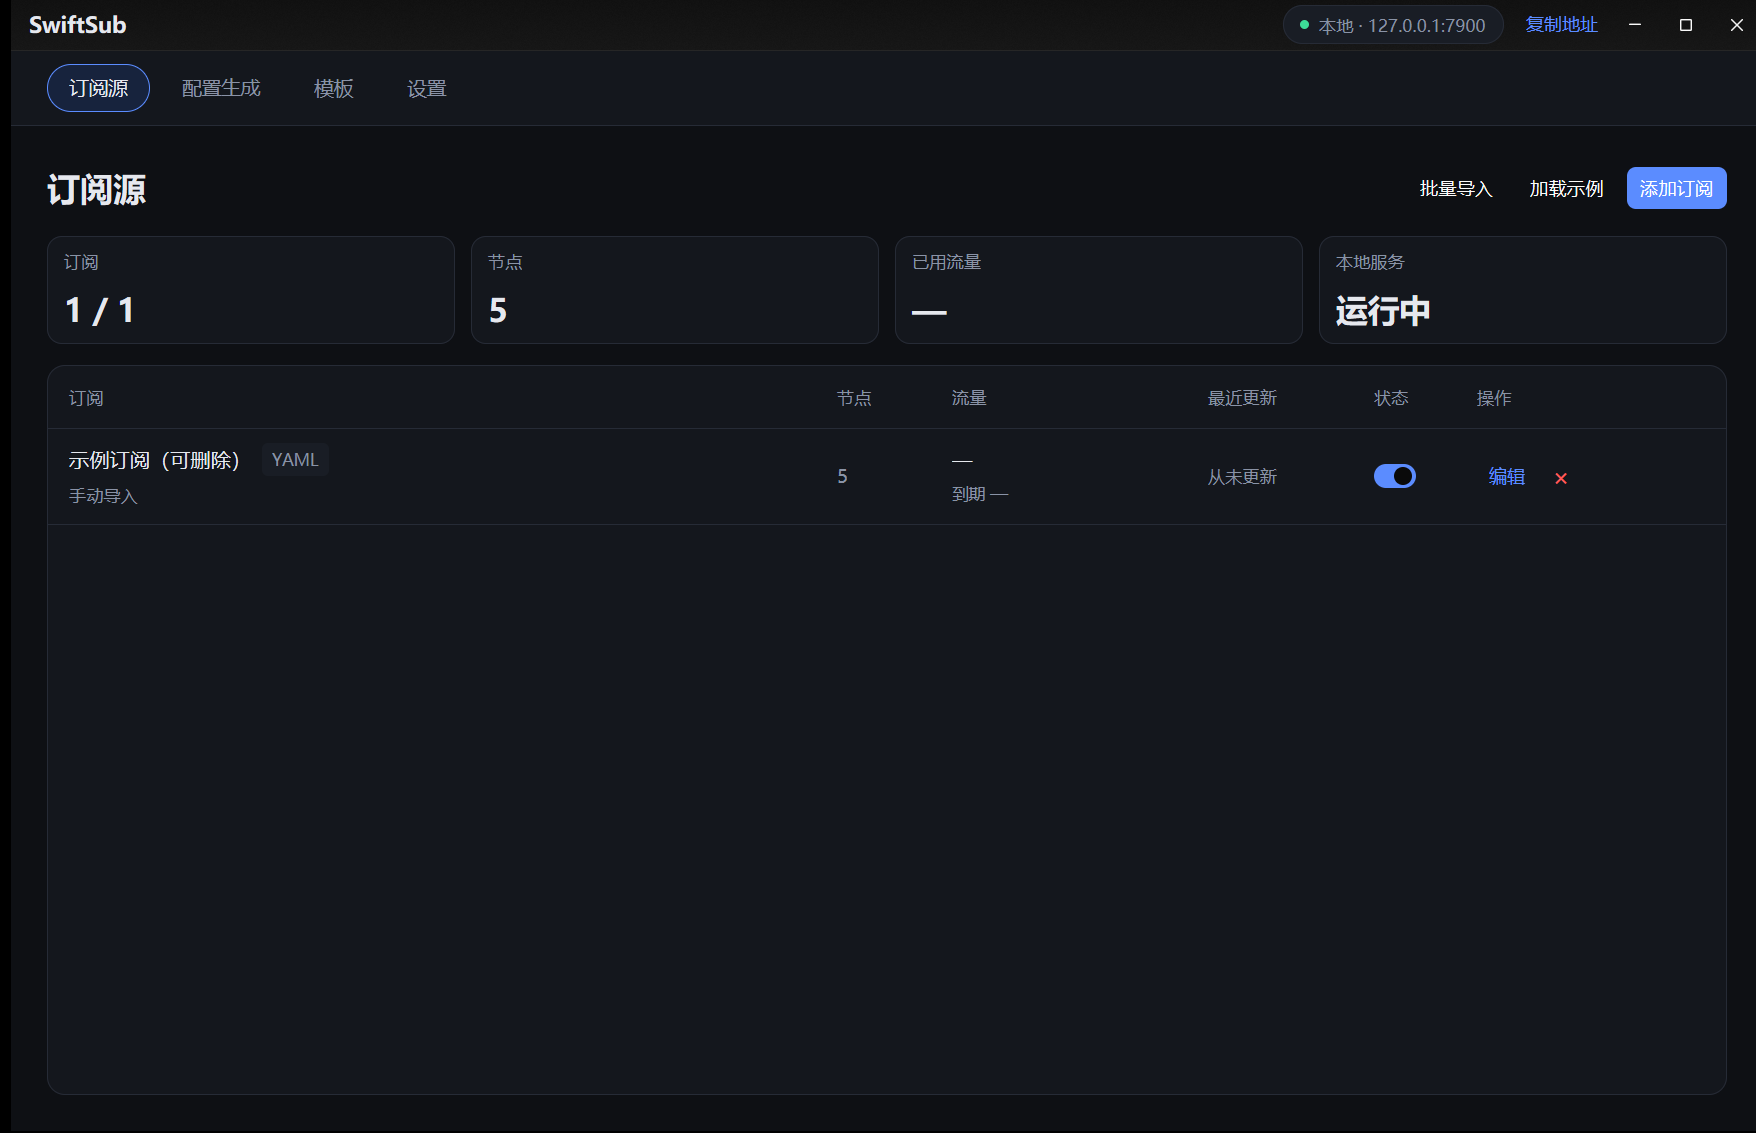 SwiftSub
本地 · 127.0.0.1:7900 复制地址
订阅源 配置生成 模板 设置
订阅源
批量导入 加载示例 添加订阅
订阅 节点 已用流量 本地服务
1 / 1 5 — 运行中
订阅 节点 流量 最近更新 状态 操作
示例订阅（可删除） YAML
手动导入
5
—
到期 —
从未更新
编辑 ×